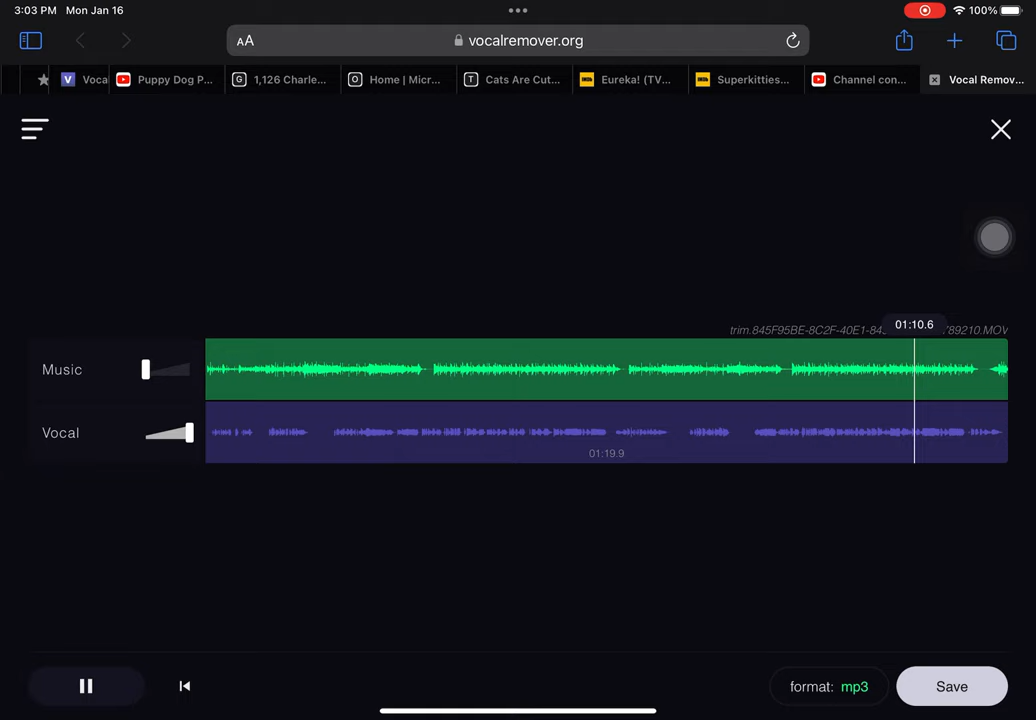 3:03 PM Mon Jan 16
100%
AA
vocalremover.org
Voca
Puppy Dog P...
1,126 Charle...
Home | Micr...
Cats Are Cut...
Eureka! (TV...
Superkitties...
Channel con...
Vocal Remov...
01:10.6
Music
Vocal
01:19.9
format: mp3
Save